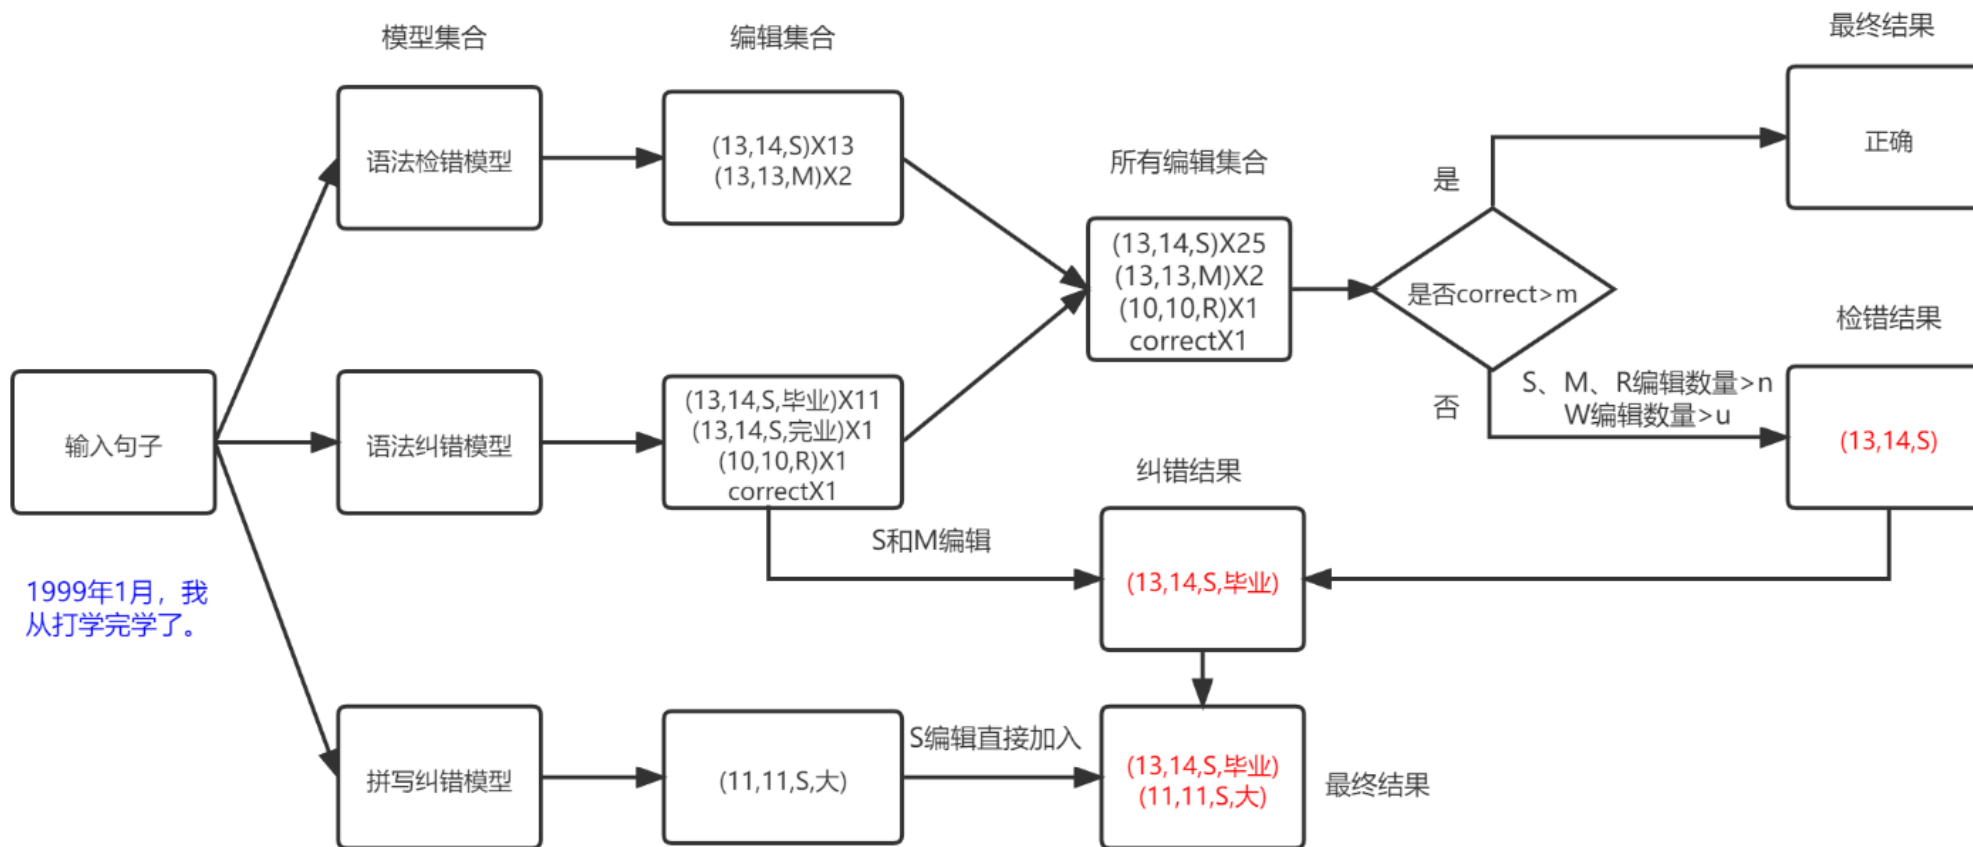 模型集合
编辑集合
最终结果
语法检错模型
(13,14,S)X13
(13,13,M)X2
所有编辑集合
是
正确
(13,14,S)X25
(13,13,M)X2
(10,10,R)X1
correctX1
是否correct>m
检错结果
输入句子
语法纠错模型
(13,14,S,毕业)X11
(13,14,S,完业)X1
(10,10,R)X1
correctX1
否
S、M、R编辑数量>n
W编辑数量>u
(13,14,S)
纠错结果
S和M编辑
(13,14,S,毕业)
1999年1月，我
从打学完学了。
拼写纠错模型
(11,11,S,大)
S编辑直接加入
(13,14,S,毕业)
(11,11,S,大)
最终结果